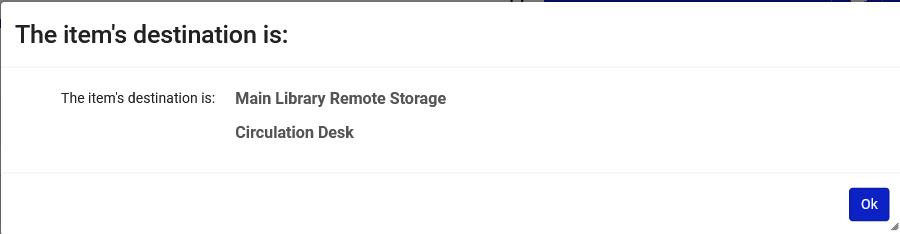 The item's destination is:
The item's destination is: Main Library Remote Storage
Circulation Desk
Ok